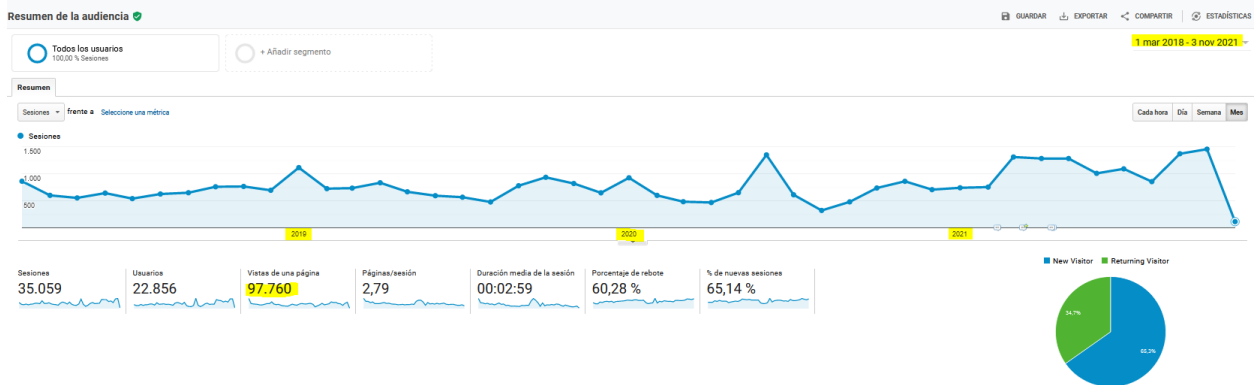 Resumen de la audiencia
GUARDAR EXPORTAR COMPARTIR ESTADÍSTICAS
Todos los usuarios
100,00 % Sesiones
+ Añadir segmento
1 mar 2018 - 3 nov 2021
Resumen
Sesiones frente a Seleccione una métrica
Cada hora Día Semana Mes
Sesiones
1.500
1.000
500
2019 2020 2021
New Visitor Returning Visitor
Sesiones
35.059
Usuarios
22.856
Vistas de una página
97.760
Páginas/sesión
2,79
Duración media de la sesión
00:02:59
Porcentaje de rebote
60,28 %
% de nuevas sesiones
65,14 %
34,7%
65,3%